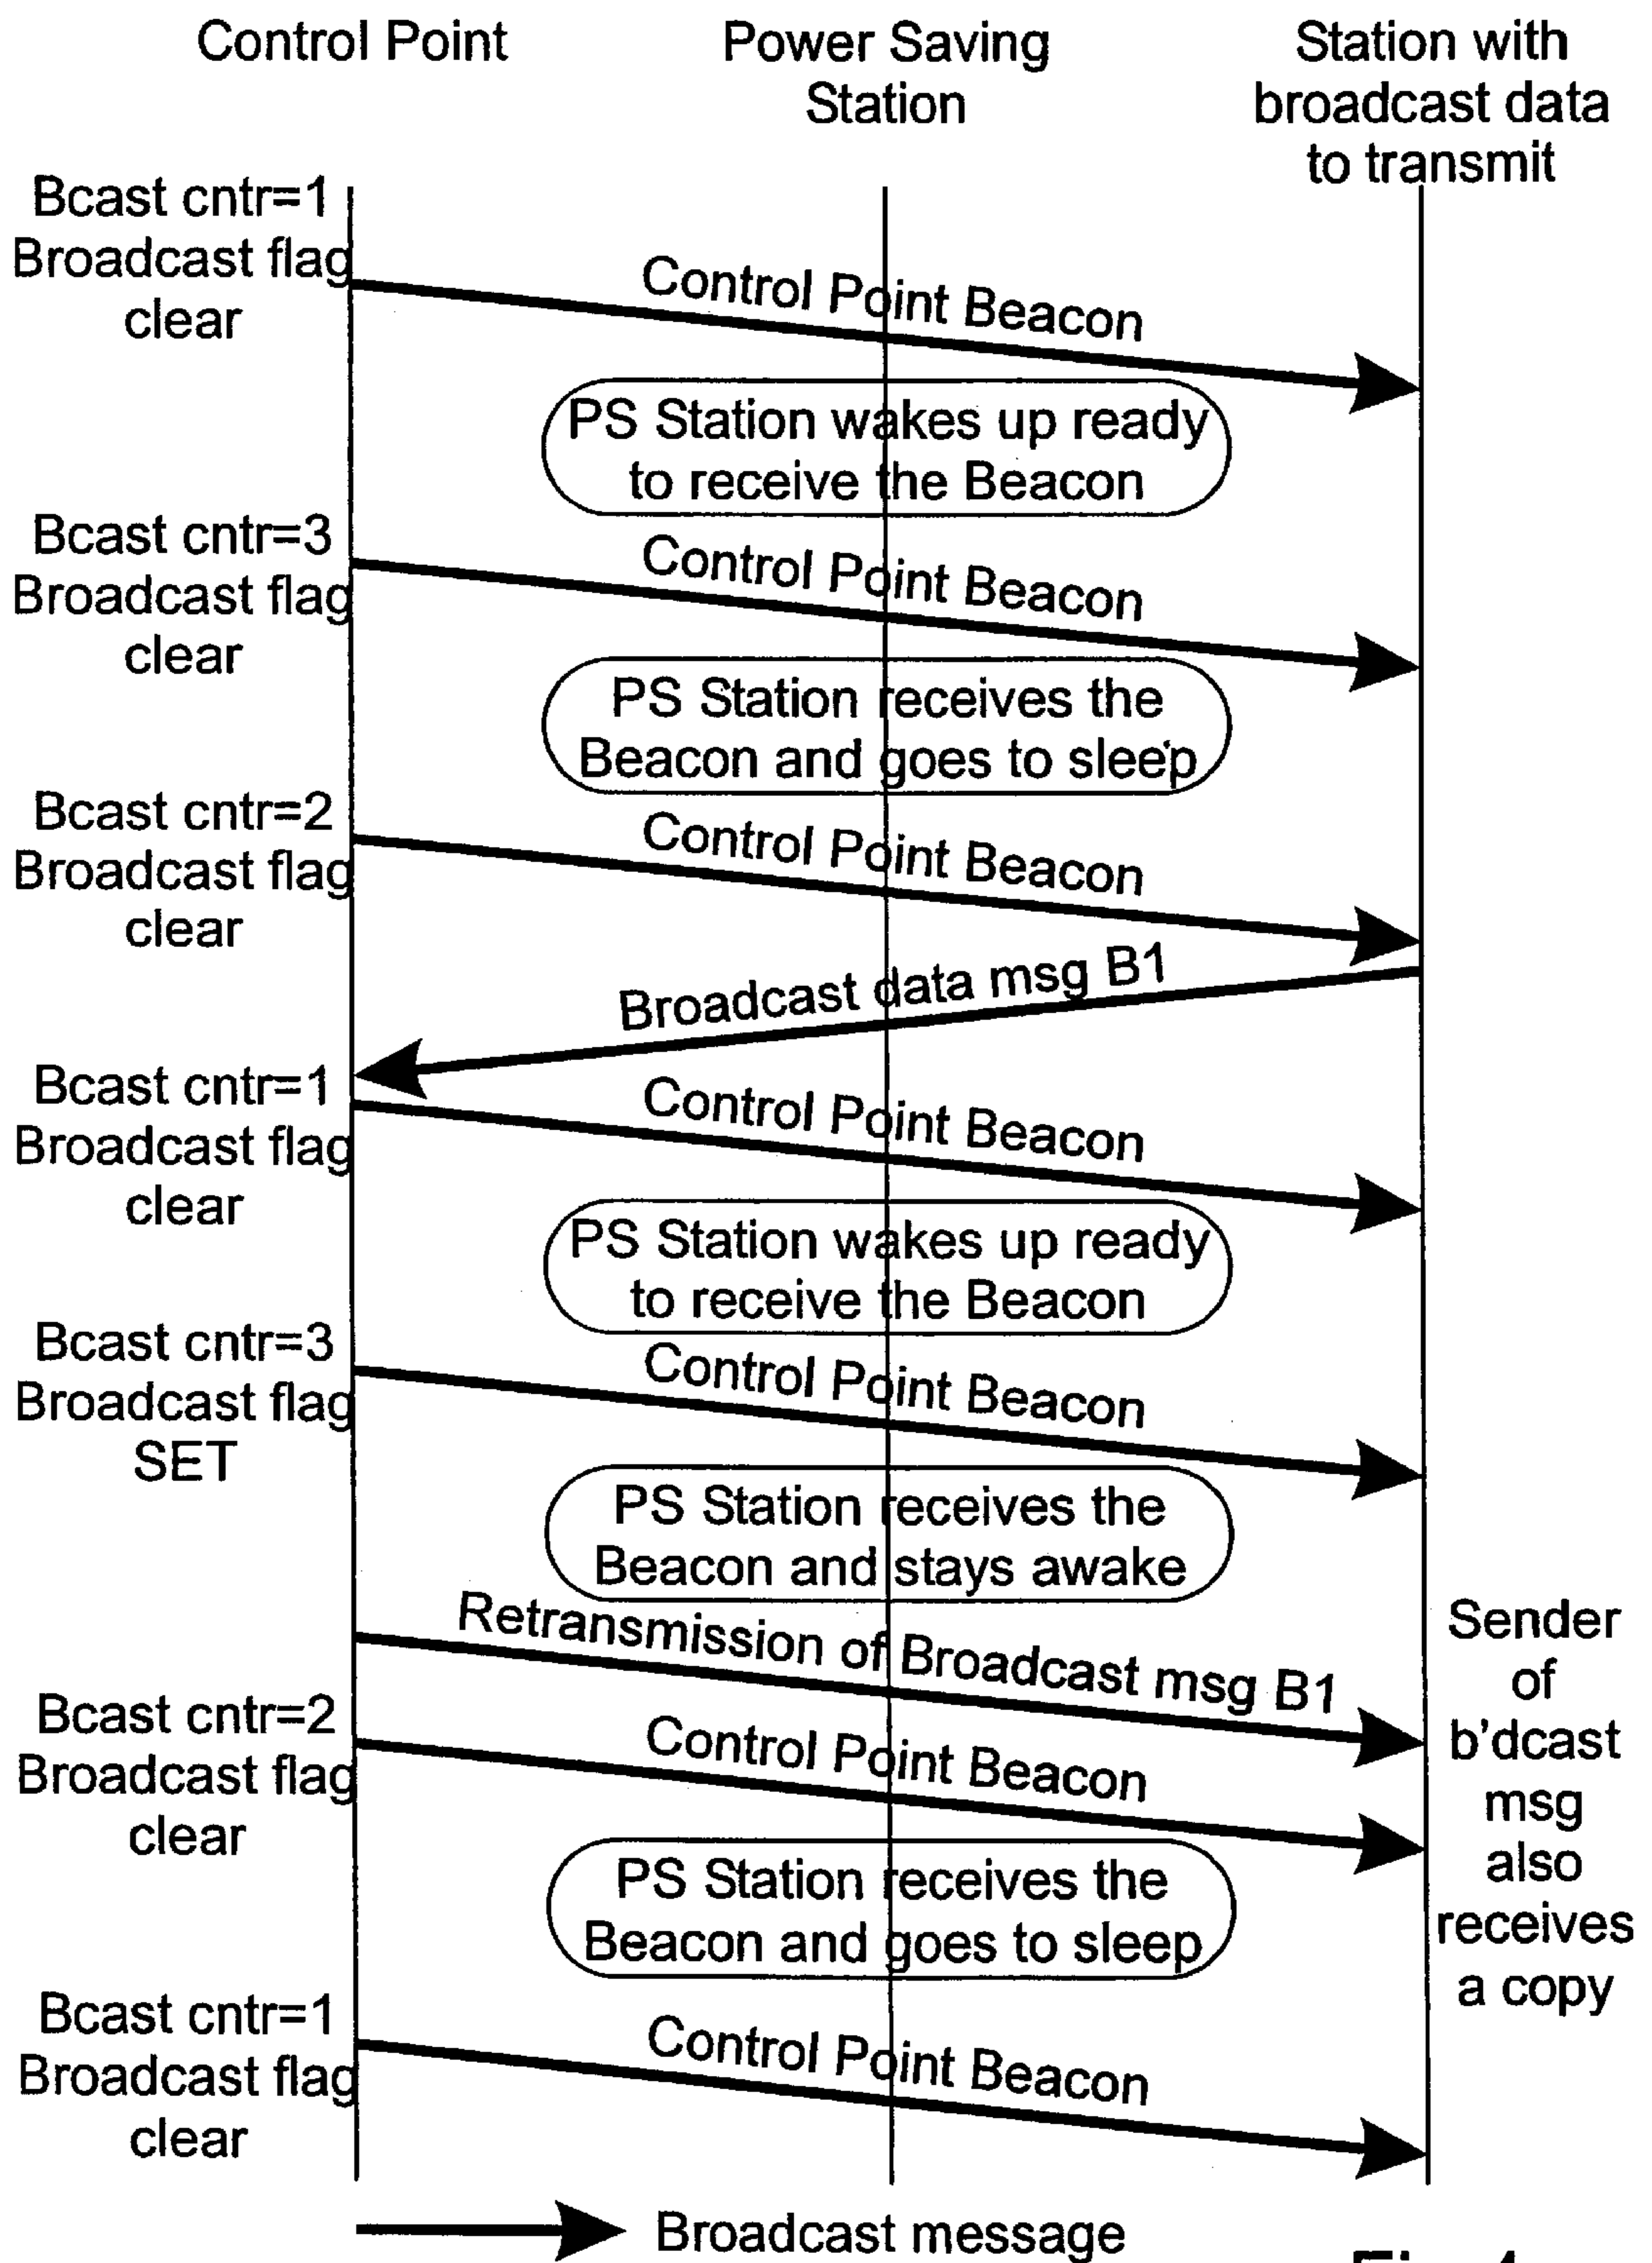 Control Point
Power Saving
Station
Station with
broadcast data
to transmit
Bcast cntr=1
Broadcast flag
clear
Control Point Beacon
PS Station wakes up ready
to receive the Beacon
Bcast cntr=3
Broadcast flag
clear
Control Point Beacon
PS Station receives the
Beacon and goes to sleep
Bcast cntr=2
Broadcast flag
clear
Control Point Beacon
Broadcast data msg B1
Bcast cntr=1
Broadcast flag
clear
Control Point Beacon
PS Station wakes up ready
to receive the Beacon
Bcast cntr=3
Broadcast flag
SET
Control Point Beacon
PS Station receives the
Beacon and stays awake
Retransmission of Broadcast msg B1
Sender
of
b'dcast
msg
also
receives
a copy
Bcast cntr=2
Broadcast flag
clear
Control Point Beacon
PS Station receives the
Beacon and goes to sleep
Bcast cntr=1
Broadcast flag
clear
Control Point Beacon
Broadcast message